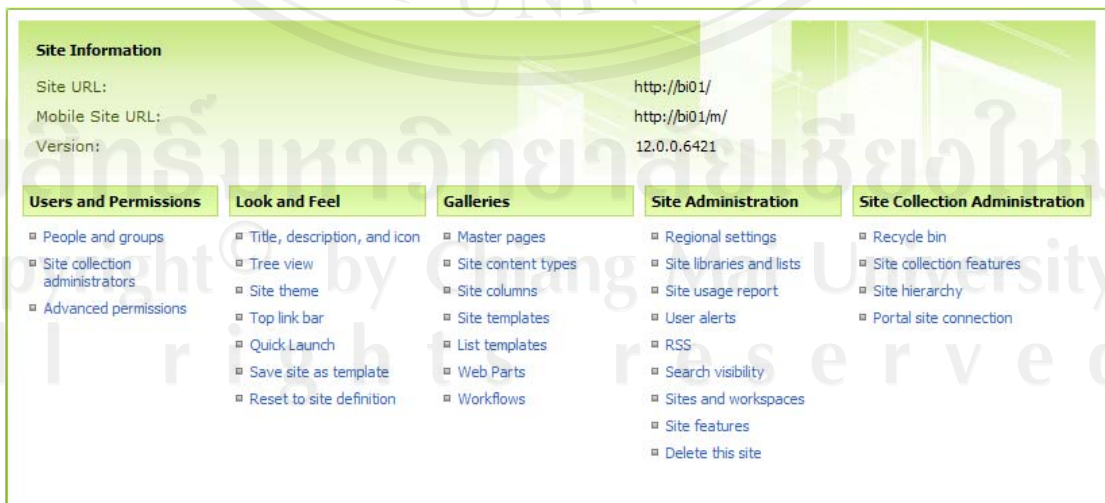 Site Information
Site URL: http://bi01/
Mobile Site URL: http://bi01/m/
Version: 12.0.0.6421
Users and Permissions
People and groups
Site collection
administrators
Advanced permissions
Look and Feel
Title, description, and icon
Tree view
Site theme
Top link bar
Quick Launch
Save site as template
Reset to site definition
Galleries
Master pages
Site content types
Site columns
Site templates
List templates
Web Parts
Workflows
Site Administration
Regional settings
Site libraries and lists
Site usage report
User alerts
RSS
Search visibility
Sites and workspaces
Site features
Delete this site
Site Collection Administration
Recycle bin
Site collection features
Site hierarchy
Portal site connection
by Chiang Mai University
rights reserved